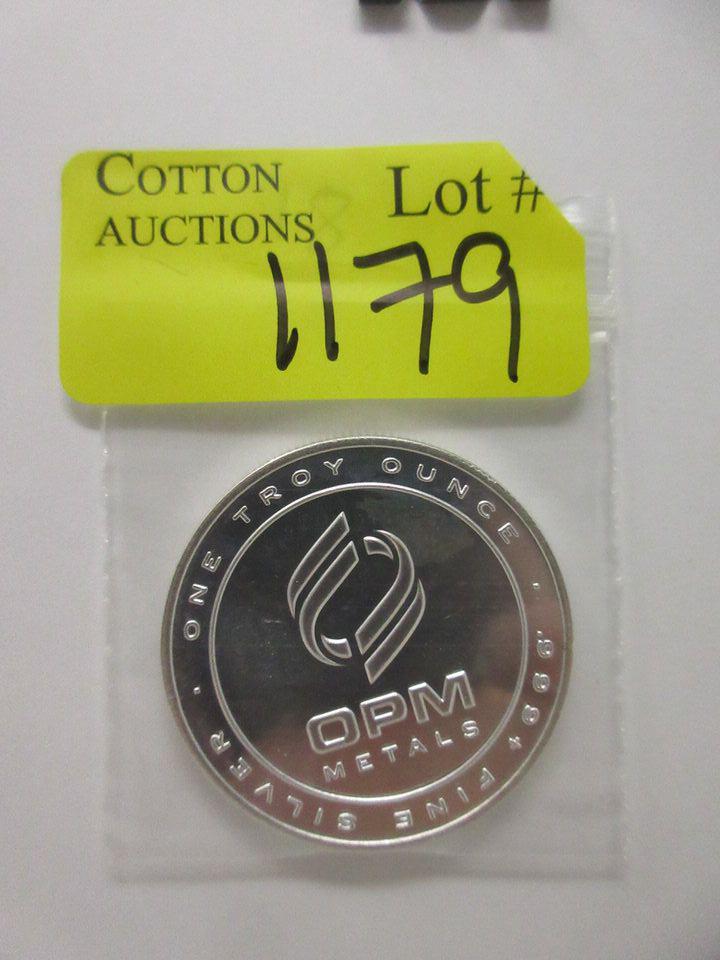 COTTON
AUCTIONS
Lot #
1179
ONE TROY OUNCE · .999+ FINE SILVER ·
OPM
METALS